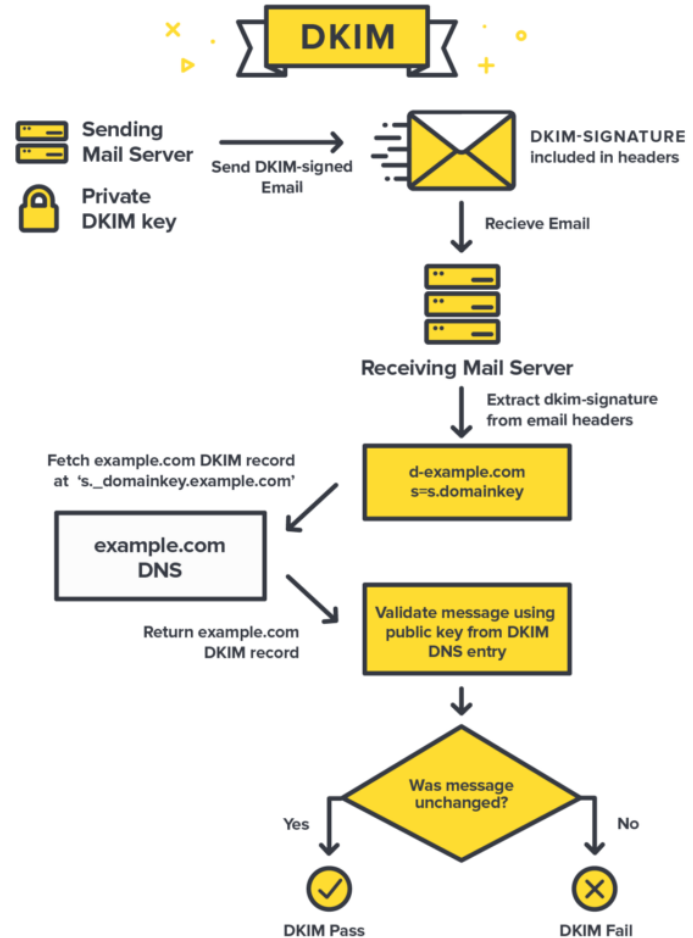 DKIM
Sending
Mail Server
Private
DKIM key
Send DKIM-signed
Email
DKIM-SIGNATURE
included in headers
Recieve Email
Receiving Mail Server
Extract dkim-signature
from email headers
d-example.com
s=s.domainkey
Fetch example.com DKIM record
at 's._domainkey.example.com'
example.com
DNS
Return example.com
DKIM record
Validate message using
public key from DKIM
DNS entry
Was message
unchanged?
Yes
No
DKIM Pass
DKIM Fail